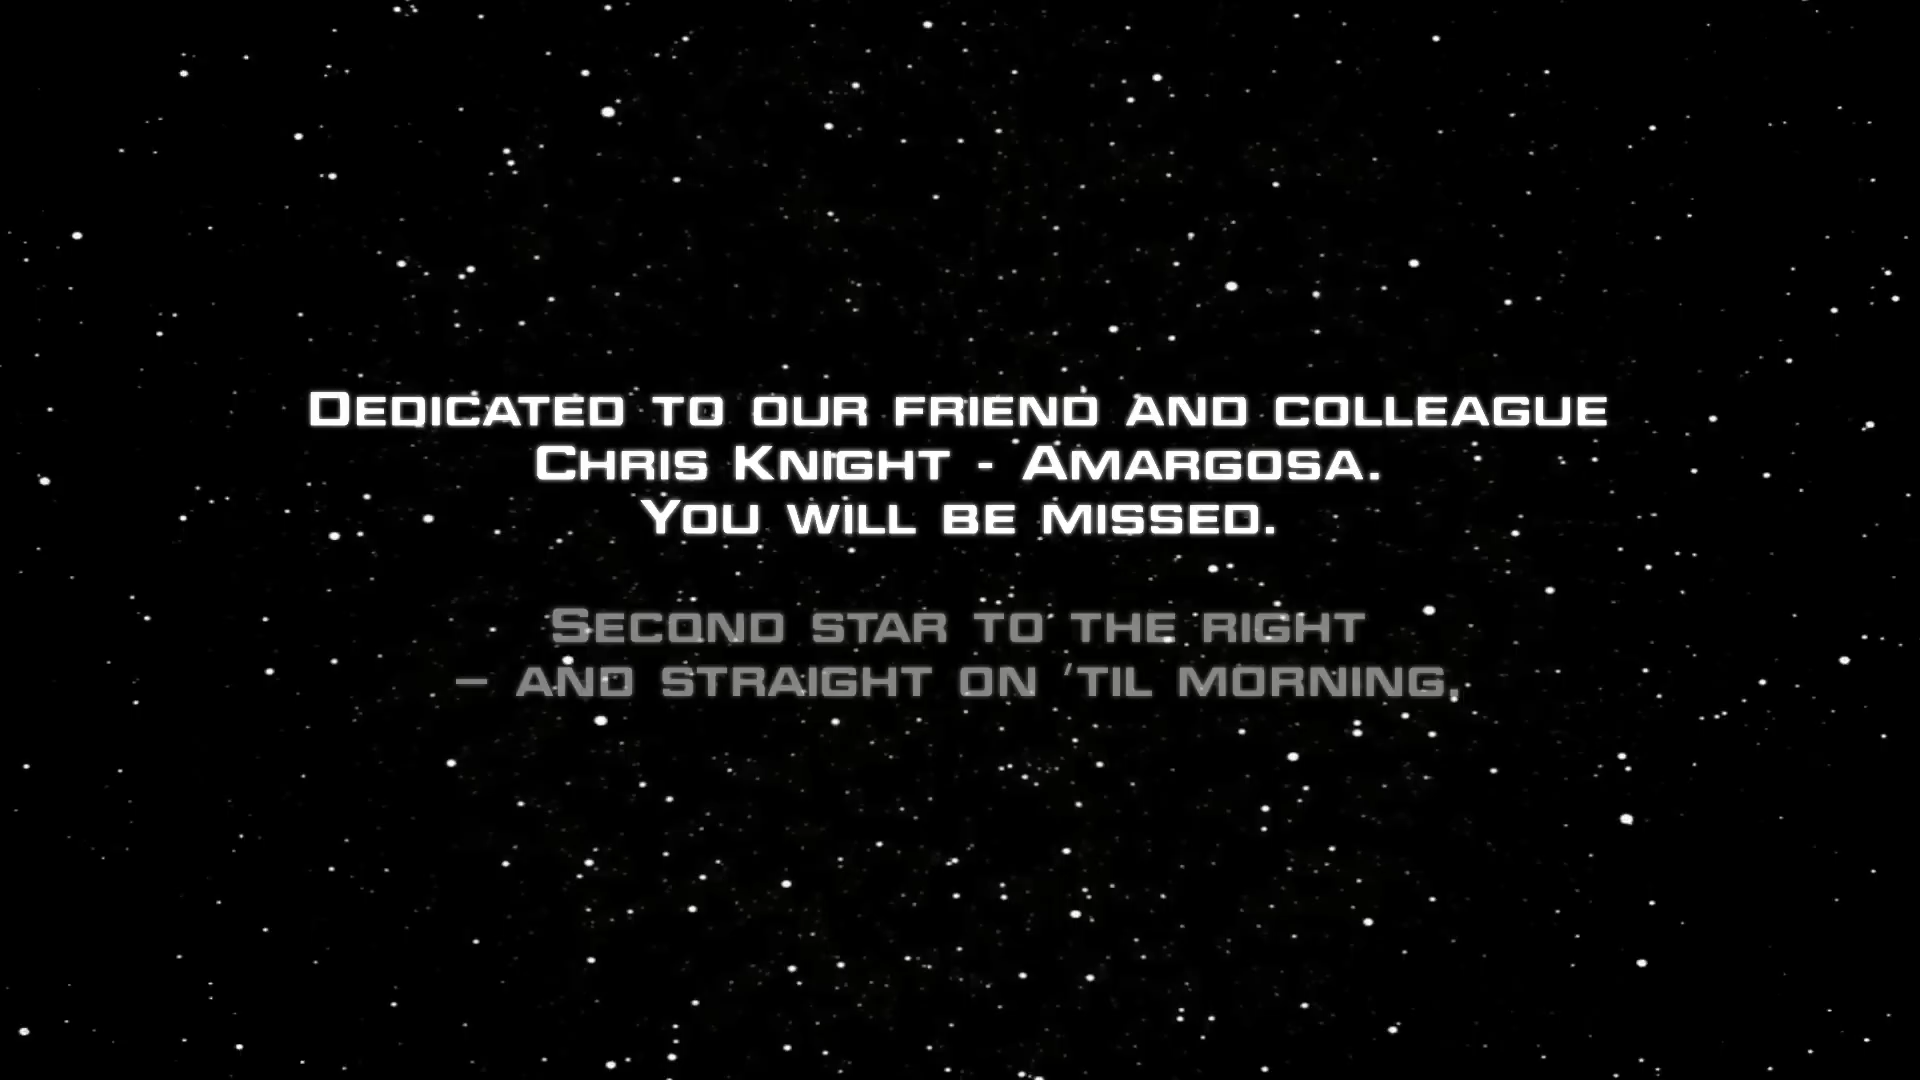 Dedicated to our friend and colleague
Chris Knight - Amargosa.
You will be missed.
Second star to the right
– and straight on ’til morning.